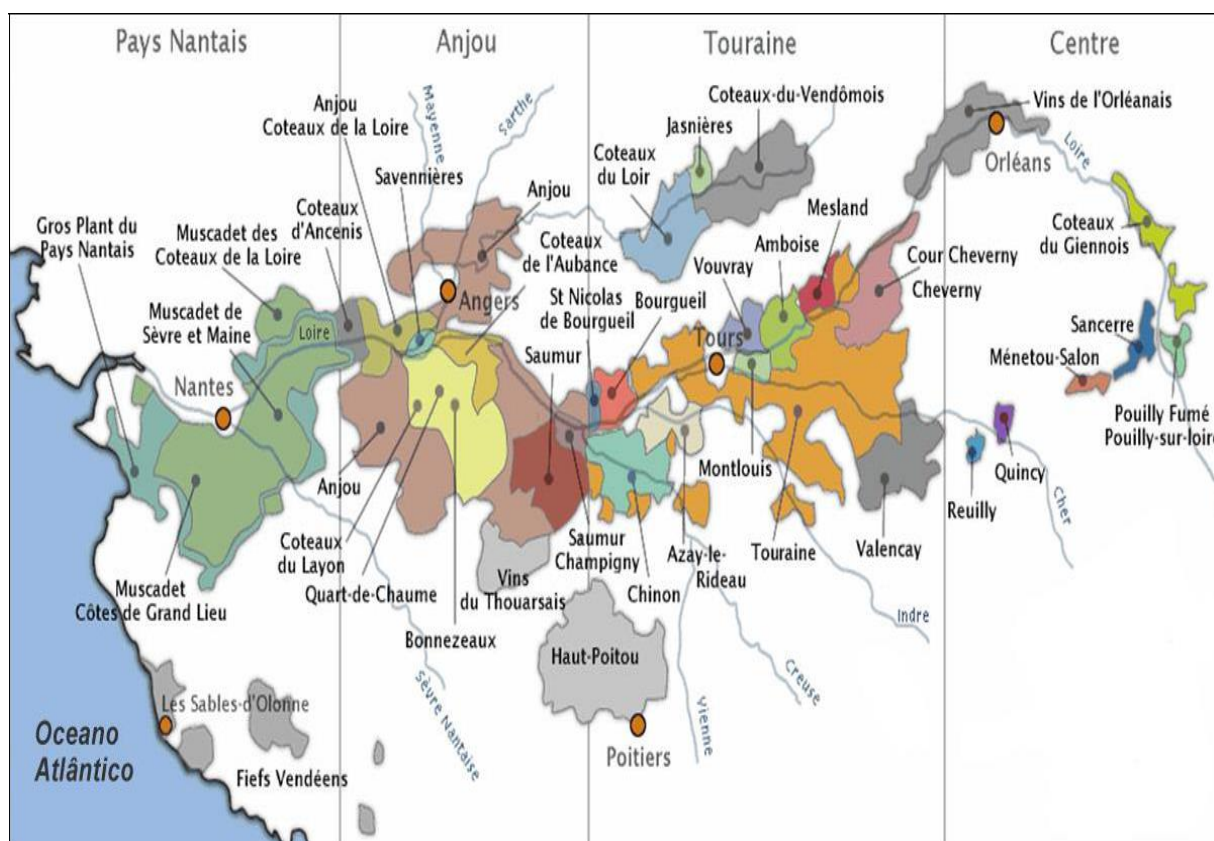 Pays Nantais
Anjou
Touraine
Centre
Anjou
Coteaux de la Loire
Mayenne
Sarthe
Savennières
Anjou
Coteaux
d'Ancenis
Muscadet des
Coteaux de la Loire
Gros Plant du
Pays Nantais
Muscadet de
Sèvre et Maine
Loire
Nantes
Angers
Coteaux
de l'Aubance
St Nicolas
de Bourgueil
Bourgueil
Saumur
Coteaux
du Loir
Jasnières
Coteaux-du-Vendômois
Vouvray
Amboise
Mesland
Tours
Cour Cheverny
Cheverny
Vins de l'Orléanais
Orléans
Loire
Coteaux
du Giennois
Sancerre
Ménetou-Salon
Pouilly Fumé
Pouilly-sur-loire
Quincy
Reuilly
Cher
Muscadet
Côtes de Grand Lieu
Anjou
Coteaux
du Layon
Quart-de-Chaume
Bonnezeaux
Vins
du Thouarsais
Saumur
Champigny
Chinon
Azay-le-
Rideau
Montlouis
Touraine
Valencay
Indre
Creuse
Vienne
Haut-Poitou
Poitiers
Sèvre Nantaise
Les Sables-d'Olonne
Fiefs Vendéens
Oceano
Atlântico